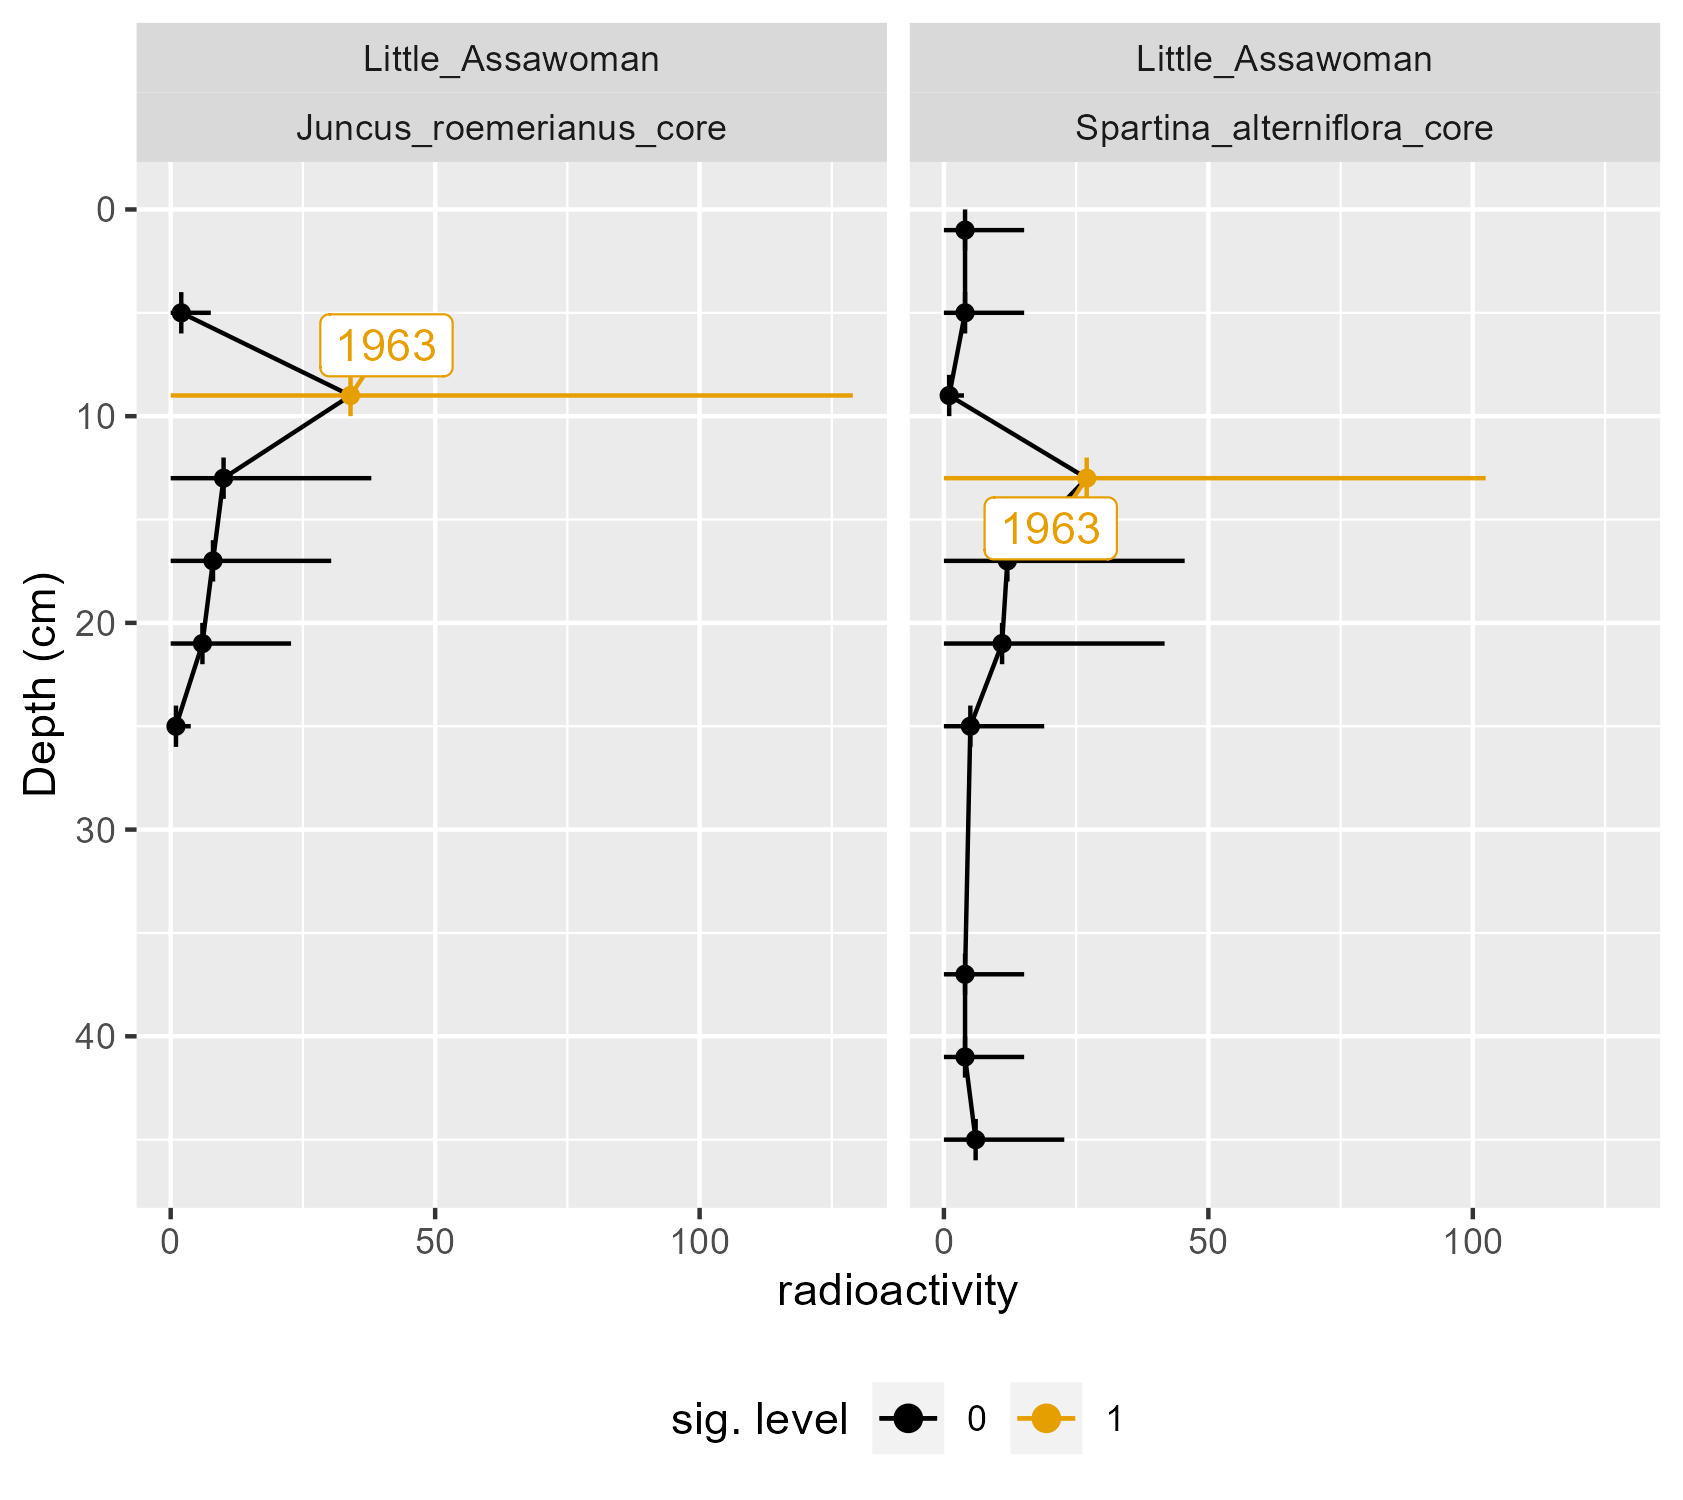 Little_Assawoman
Little_Assawoman
Juncus_roemerianus_core
Spartina_alterniflora_core
0
10
20
30
40
Depth (cm)
1963
1963
0
50
100
0
50
100
radioactivity
sig. level
0
1